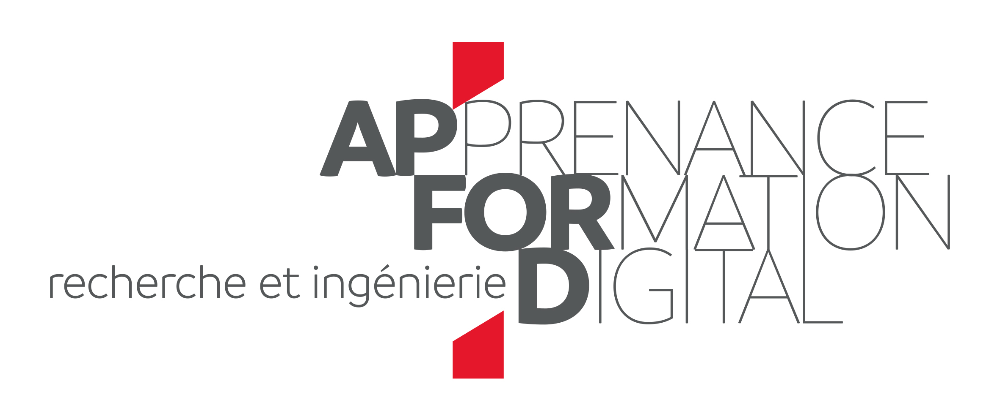 APPRENANCE
FORMATION
DIGITAL
recherche et ingénierie